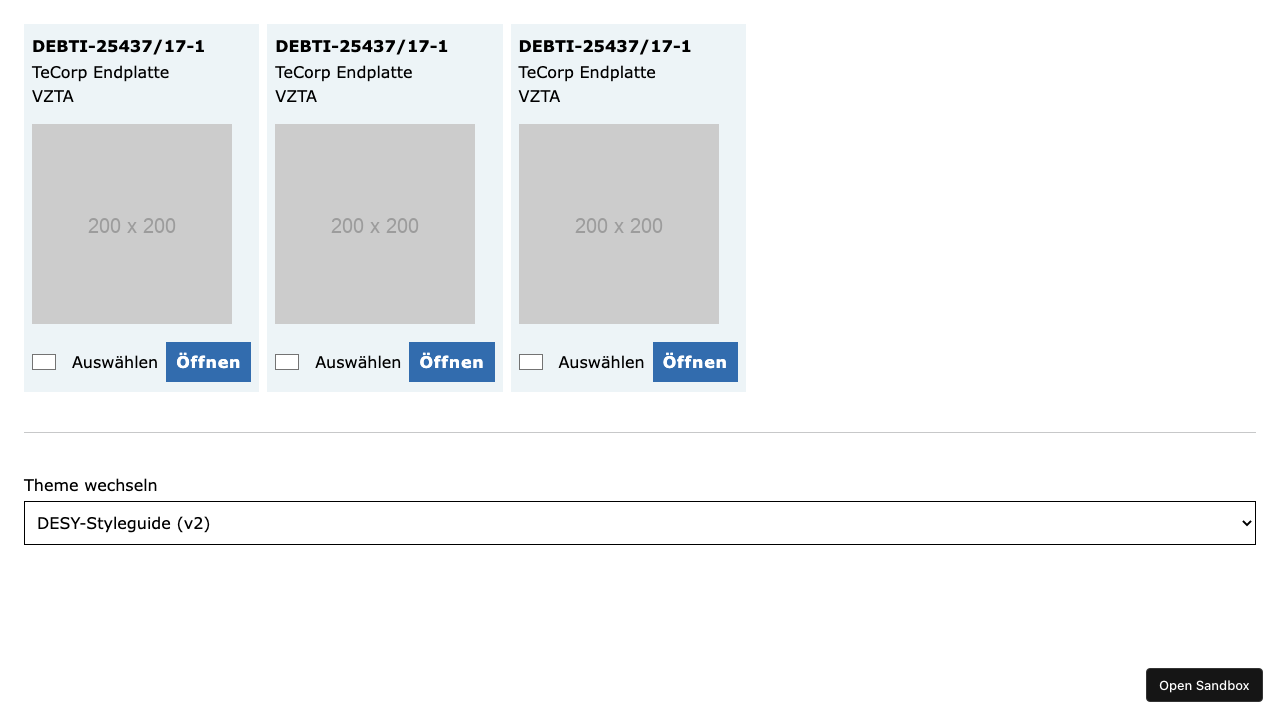 DEBTI-25437/17-1
TeCorp Endplatte
VZTA
200 x 200
Auswählen Öffnen
DEBTI-25437/17-1
TeCorp Endplatte
VZTA
200 x 200
Auswählen Öffnen
DEBTI-25437/17-1
TeCorp Endplatte
VZTA
200 x 200
Auswählen Öffnen
Theme wechseln
DESY-Styleguide (v2)
Open Sandbox